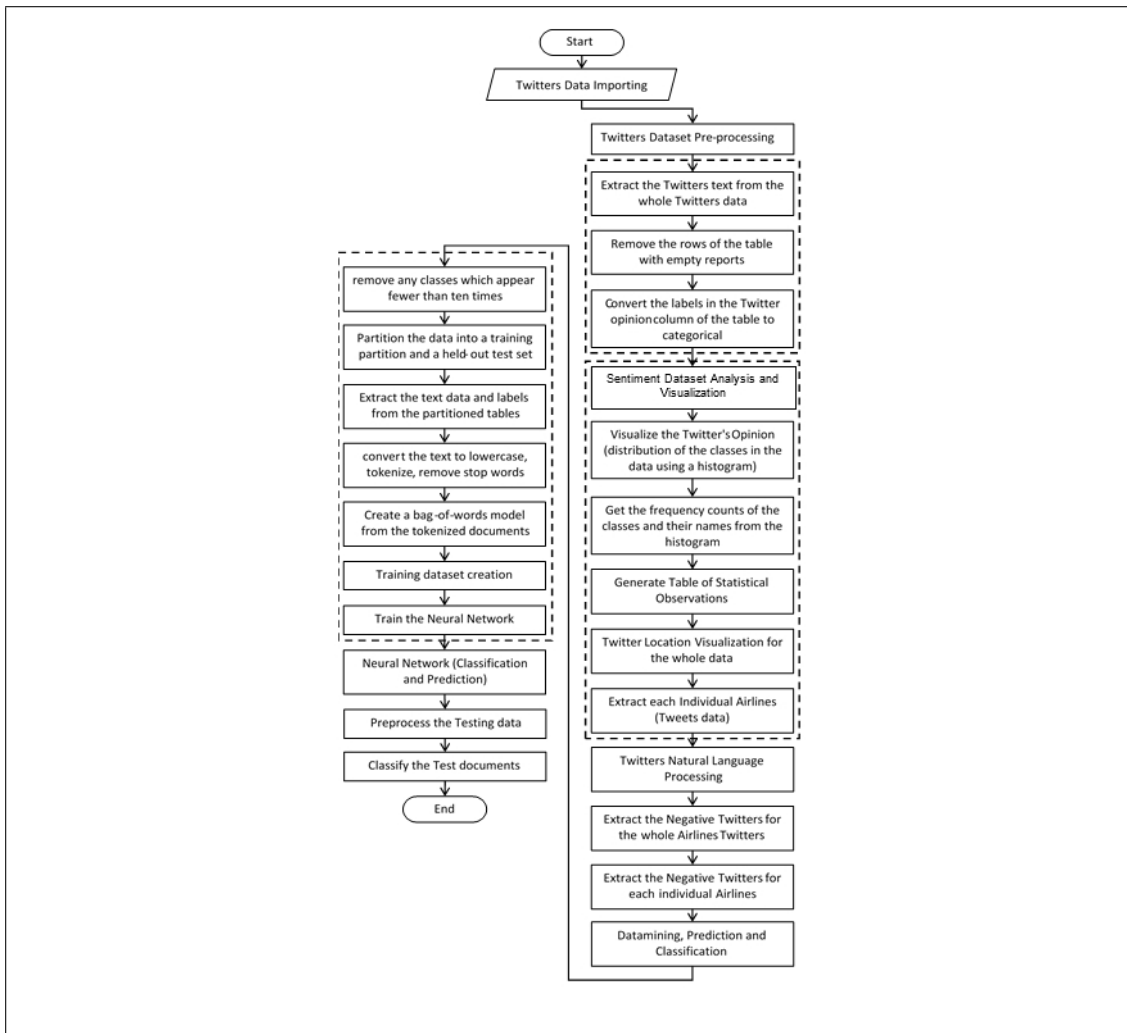 Start
Twitters Data Importing
Twitters Dataset Pre-processing
Extract the Twitters text from the
whole Twitters data
Remove the rows of the table
with empty reports
Convert the labels in the Twitter
opinion column of the table to
categorical
Sentiment Dataset Analysis and
Visualization
Visualize the Twitter's Opinion
(distribution of the classes in the
data using a histogram)
Get the frequency counts of the
classes and their names from the
histogram
Generate Table of Statistical
Observations
Twitter Location Visualization for
the whole data
Extract each Individual Airlines
(Tweets data)
Twitters Natural Language
Processing
Extract the Negative Twitters for
the whole Airlines Twitters
Extract the Negative Twitters for
each individual Airlines
Datamining, Prediction and
Classification
remove any classes which appear
fewer than ten times
Partition the data into a training
partition and a held-out test set
Extract the text data and labels
from the partitioned tables
convert the text to lowercase,
tokenize, remove stop words
Create a bag-of-words model
from the tokenized documents
Training dataset creation
Train the Neural Network
Neural Network (Classification
and Prediction)
Preprocess the Testing data
Classify the Test documents
End